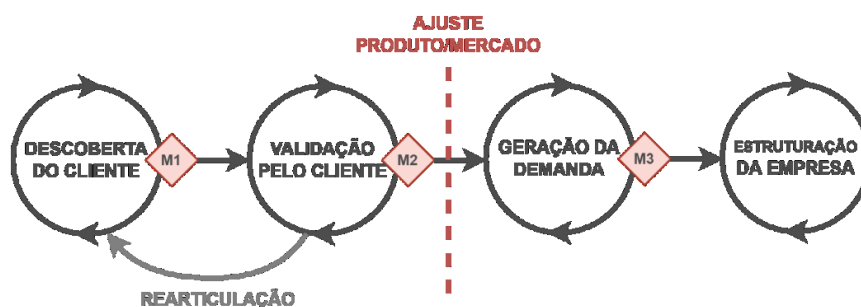 AJUSTE
PRODUTO/MERCADO
DESCOBERTA
DO CLIENTE
M1
VALIDAÇÃO
PELO CLIENTE
M2
GERAÇÃO DA
DEMANDA
M3
ESTRUTURAÇÃO
DA EMPRESA
REARTICULAÇÃO